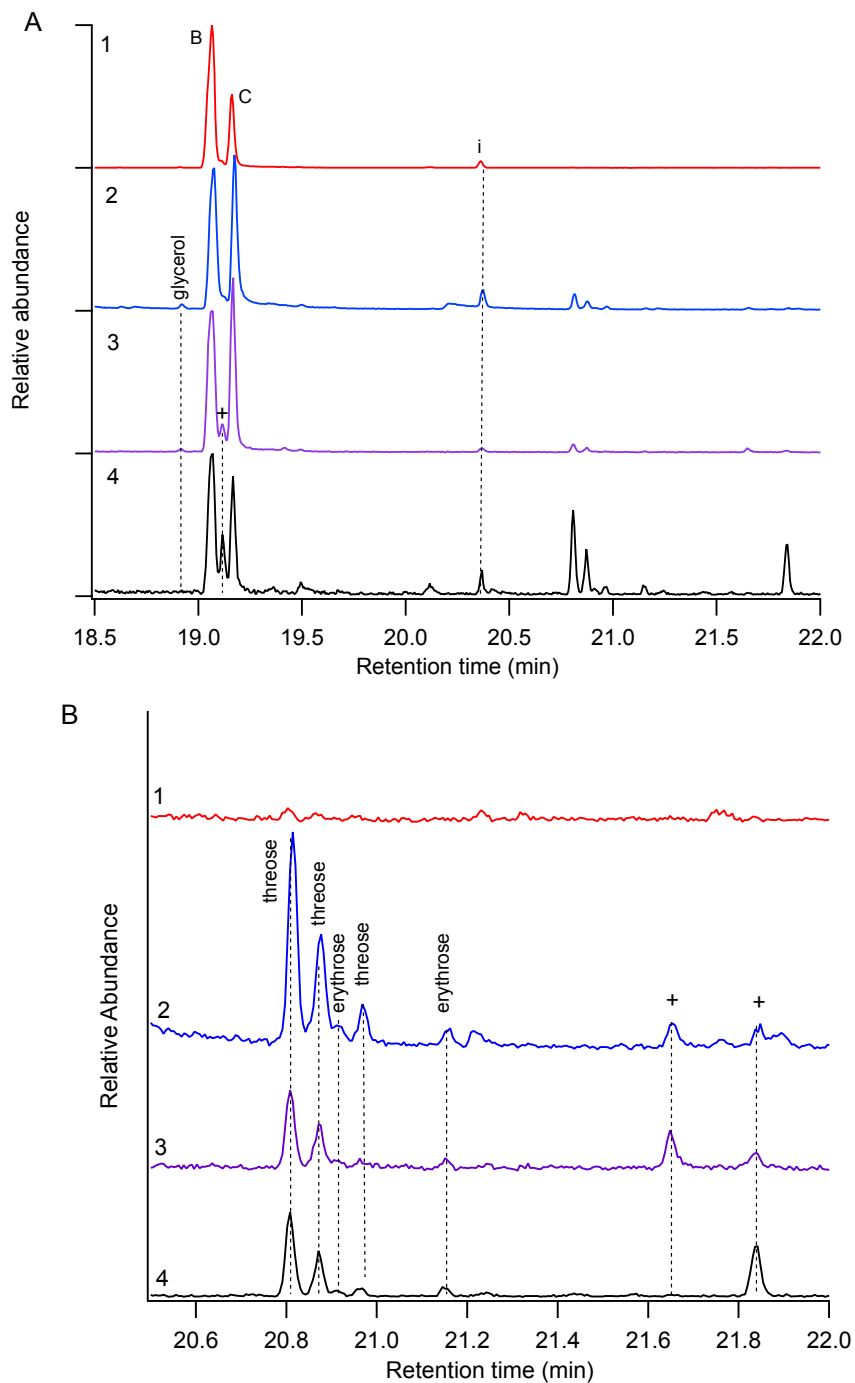 A
1
B
C
i
2
glycerol
Relative abundance
3
+
4
18.5 19.0 19.5 20.0 20.5 21.0 21.5 22.0
Retention time (min)
B
1
threose
threose
erythrose
threose
erythrose
+ +
2
Relative Abundance
3
4
20.6 20.8 21.0 21.2 21.4 21.6 21.8 22.0
Retention time (min)